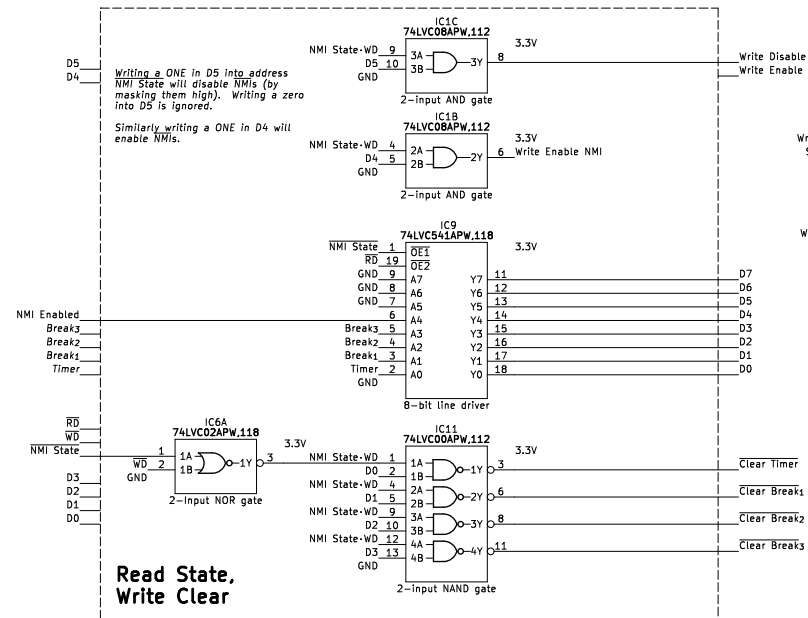 IC1C
74LVC08APW,112
NMI State·WD 9 3A 3Y 8 3.3V
D5 10 3B
GND
2-input AND gate
Write Disable
Write Enable
D5
D4
Writing a ONE in D5 into address
NMI State will disable NMIs (by
masking them high). Writing a zero
into D5 is ignored.
Similarly writing a ONE in D4 will
enable NMIs.
IC1B
74LVC08APW,112
NMI State·WD 4 2A 2Y 6 Write Enable NMI
3.3V
D4 5 2B
GND
2-input AND gate
IC9
74LVC541APW,118
NMI State 1 OE1 3.3V
RD 19 OE2
GND 9 A7 Y7 11 D7
GND 8 A6 Y6 12 D6
GND 7 A5 Y5 13 D5
NMI Enabled 6 A4 Y4 14 D4
Break3 Break3 5 A3 Y3 15 D3
Break2 Break2 4 A2 Y2 16 D2
Break1 Break1 3 A1 Y1 17 D1
Timer Timer 2 A0 Y0 18 D0
GND
8-bit line driver
RD
WD
NMI State
IC6A
74LVC02APW,118
1 1A 1Y 3 3.3V
WD 2 1B
GND
2-Input NOR gate
D3
D2
D1
D0
IC11
74LVC00APW,112
3.3V
NMI State·WD 1 1A 1Y 3 Clear Timer
D0 2 1B
NMI State·WD 4 2A 2Y 6 Clear Break1
D1 5 2B
NMI State·WD 9 3A 3Y 8 Clear Break2
D2 10 3B
NMI State·WD 12 4A 4Y 11 Clear Break3
D3 13 4B
GND
2-input NAND gate
Read State,
Write Clear